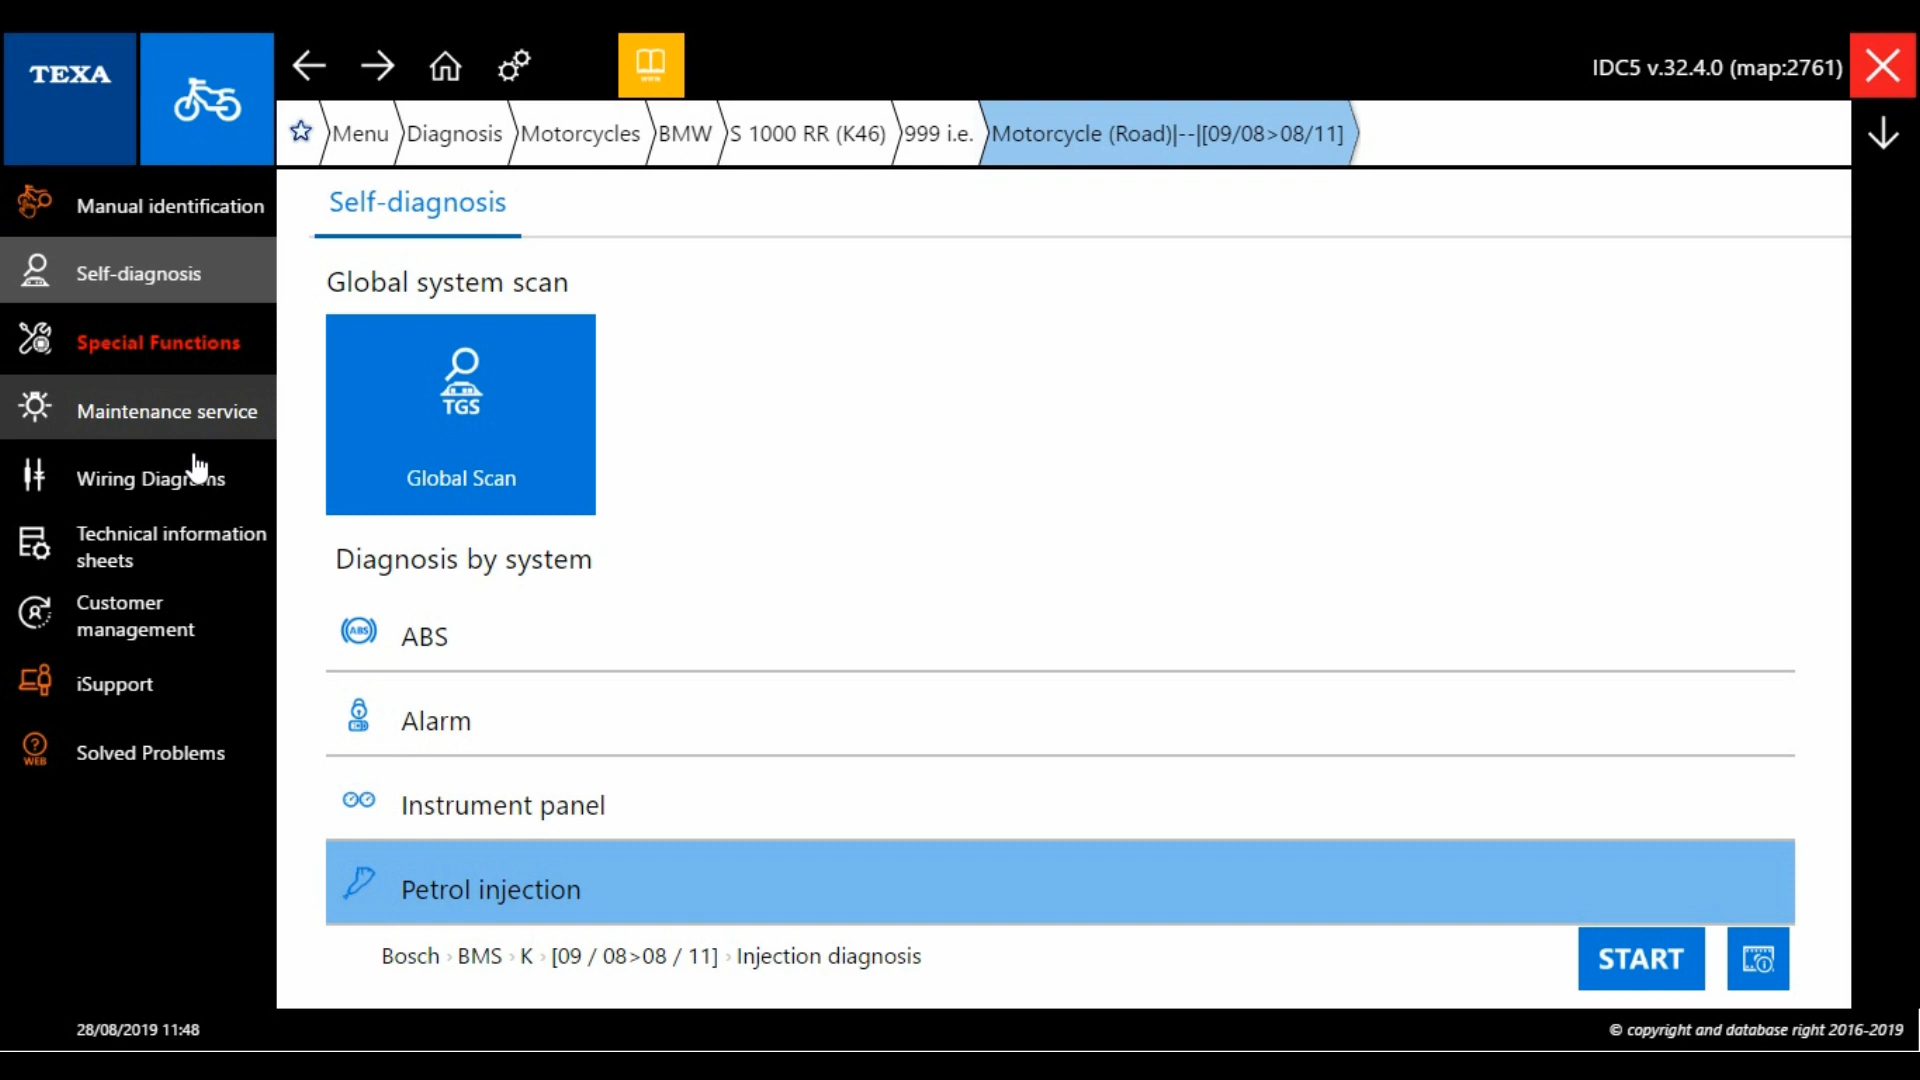 TEXA
IDC5 v.32.4.0 (map:2761)
Menu
Diagnosis
Motorcycles
BMW
S 1000 RR (K46)
999 i.e.
Motorcycle (Road)|--|[09/08>08/11]
Manual identification
Self-diagnosis
Special Functions
Maintenance service
Wiring Diagrams
Technical information
sheets
Customer
management
iSupport
WEB
Solved Problems
Self-diagnosis
Global system scan
TGS
Global Scan
Diagnosis by system
ABS
ABS
Alarm
Instrument panel
Petrol injection
Bosch › BMS › K › [09 / 08>08 / 11] › Injection diagnosis
START
28/08/2019 11:48
© copyright and database right 2016-2019